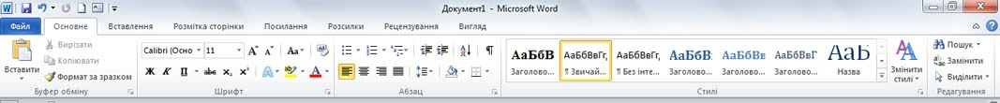 Документ1 - Microsoft Word
Файл Основне Вставлення Розмітка сторінки Посилання Розсилки Рецензування Вигляд
Вставити
Вирізати
Копіювати
Формат за зразком
Буфер обміну
Calibri (Осно 11 А А Аа
Ж К П abc x₂ x² А ab А
Шрифт
Абзац
АаБбВ АаБбВвГг, АаБбВвГг, АаБбВ АаБбВв АаБбВвГ АаЬ
Заголово... ¶ Звичай... ¶ Без інте... Заголово... Заголово... Заголово... Назва
Змінити стилі
Стилі
Пошук
Замінити
Виділити
Редагування